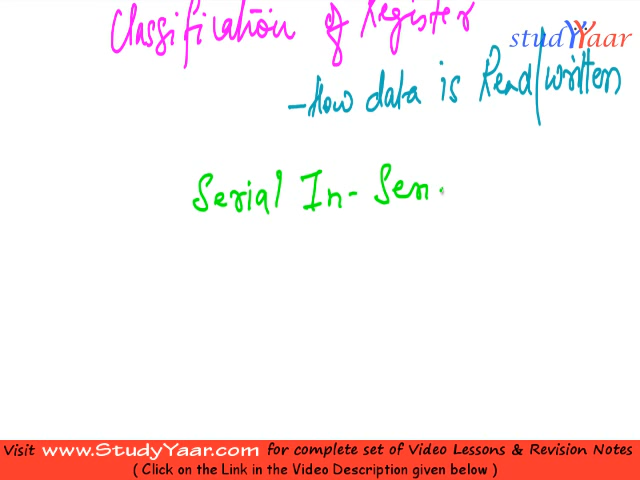 Classification of Register
studYYaar
- How data is Read/written
Serial In - Seri
Visit www.StudyYaar.com for complete set of Video Lessons & Revision Notes
( Click on the Link in the Video Description given below )